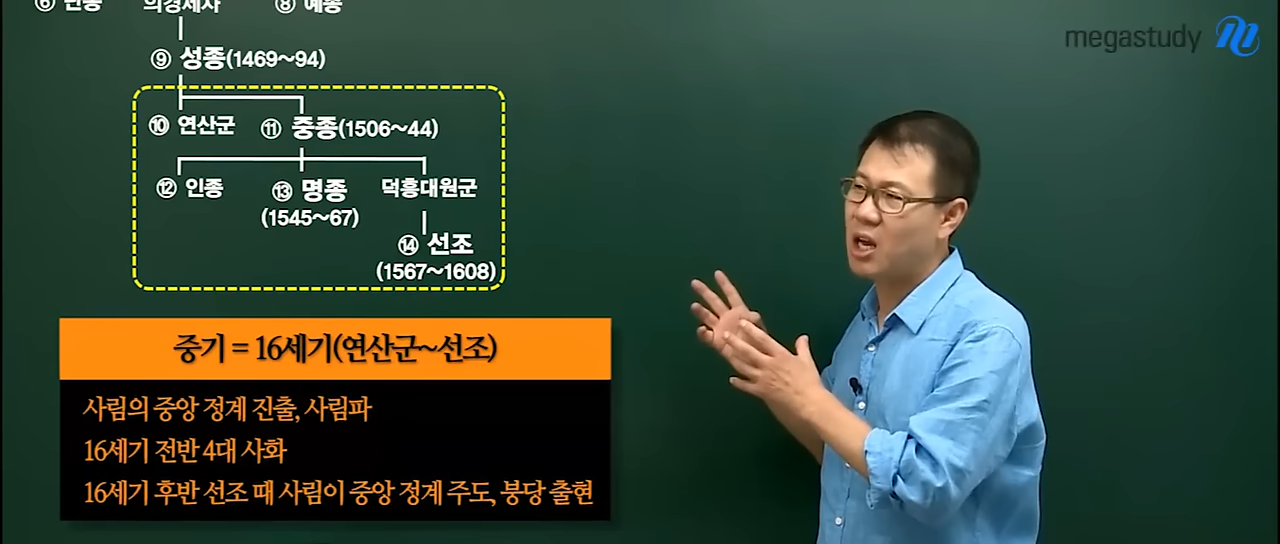 ⑧ 예종
megastudy
⑨ 성종(1469~94)
⑩ 연산군 ⑪ 중종(1506~44)
⑫ 인종 ⑬ 명종 덕흥대원군
(1545~67)
⑭ 선조
(1567~1608)
중기 = 16세기(연산군~선조)
사림의 중앙 정계 진출, 사림파
16세기 전반 4대 사화
16세기 후반 선조 때 사림이 중앙 정계 주도, 붕당 출현